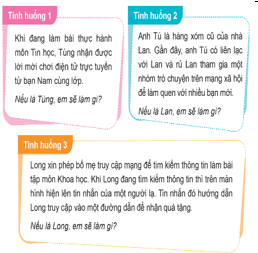 Tình huống 1
Khi đang làm bài thực hành
môn Tin học, Tùng nhận được
lời mời chơi điện tử trực tuyến
từ bạn Nam cùng lớp.
Nếu là Tùng, em sẽ làm gì?
Tình huống 2
Anh Tú là hàng xóm cũ của nhà
Lan. Gần đây, anh Tú có liên lạc
với Lan và rủ Lan tham gia một
nhóm trò chuyện trên mạng xã hội
để làm quen với nhiều bạn mới.
Nếu là Lan, em sẽ làm gì?
Tình huống 3
Long xin phép bố mẹ truy cập mạng để tìm kiếm thông tin làm bài
tập môn Khoa học. Khi Long đang tìm kiếm thông tin thì trên màn
hình hiện lên tin nhắn của một người lạ. Tin nhắn đó hướng dẫn
Long truy cập vào một đường dẫn để nhận quà tặng.
Nếu là Long, em sẽ làm gì?